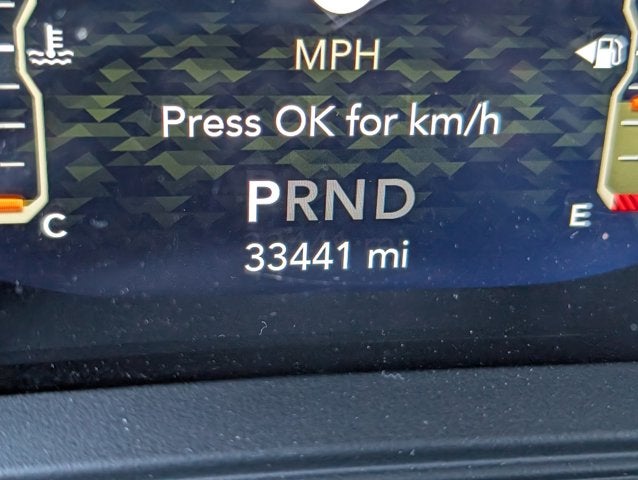 MPH
Press OK for km/h
PRND
C
E
33441 mi